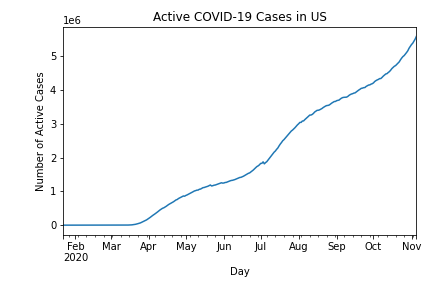 Active COVID-19 Cases in US
1e6
Number of Active Cases
5
4
3
2
1
0
Feb Mar Apr May Jun Jul Aug Sep Oct Nov
2020
Day